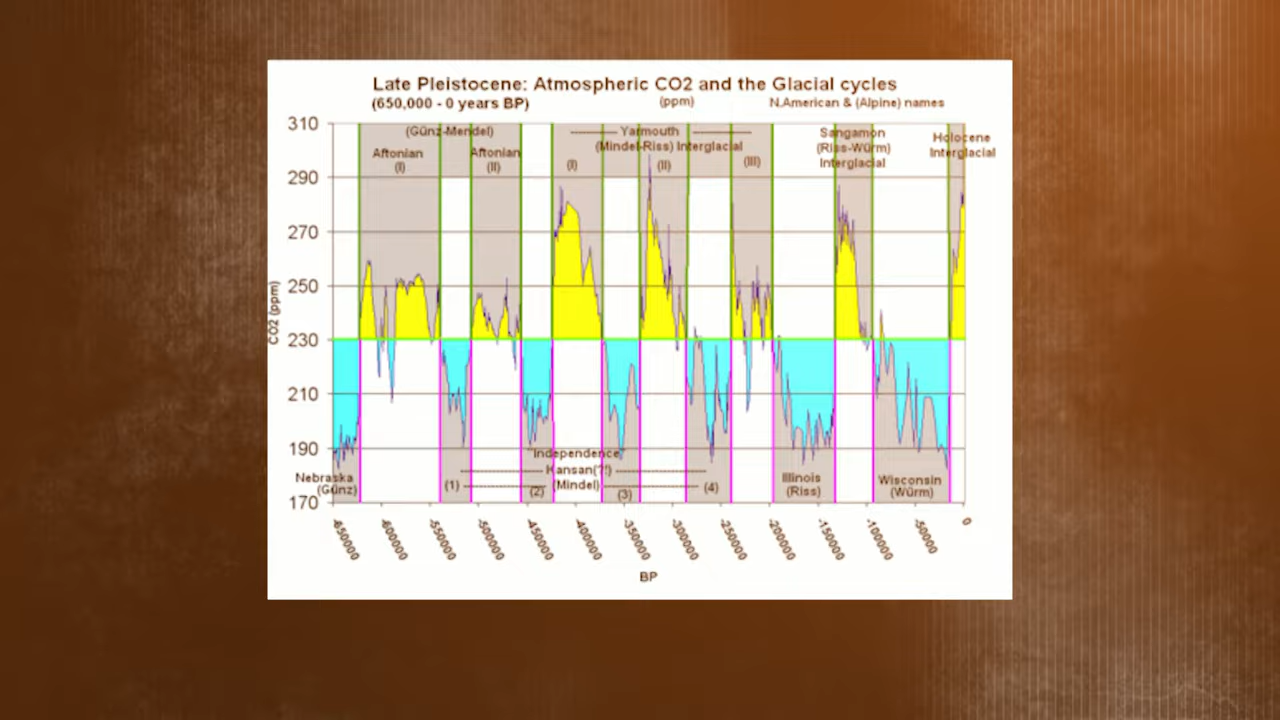 Late Pleistocene: Atmospheric CO2 and the Glacial cycles
(650,000 - 0 years BP) (ppm) N.American & (Alpine) names
310
290
270
250
230
210
190
170
CO2 (ppm)
(Günz-Mendel)
Aftonian
(I)
Aftonian
(II)
Yarmouth
(Mindel-Riss) Interglacial
(I)
(II)
(III)
Sangamon
(Riss-Würm)
Interglacial
Holocene
Interglacial
Nebraska
(Günz)
Independence
Kansan(?!)
(Mindel)
(1)
(2)
(3)
(4)
Illinois
(Riss)
Wisconsin
(Würm)
-650000
-600000
-550000
-500000
-450000
-400000
-350000
-300000
-250000
-200000
-150000
-100000
-50000
0
BP